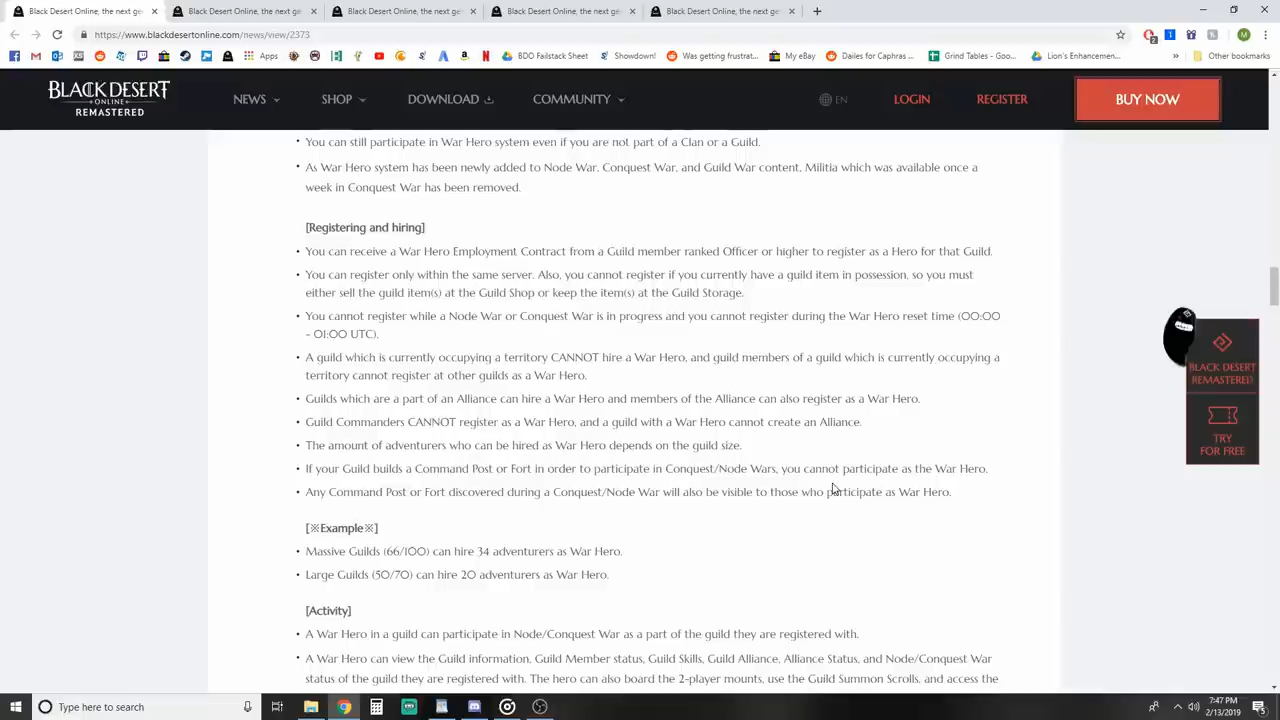 Black Desert Online, the next ge
Black Desert Online, the next ge
Black Desert Online, the next ge
Black Desert Online, the next ge
Black Desert Online, the next ge
https://www.blackdesertonline.com/news/view/2373
Apps
BDO Failstack Sheet
Showdown!
Was getting frustrat...
My eBay
Dailes for Caphras ...
Grind Tables - Goo...
Lion's Enhancemen...
»
Other bookmarks
BLACK DESERT
ONLINE
REMASTERED
NEWS
SHOP
DOWNLOAD
COMMUNITY
EN
LOGIN
REGISTER
BUY NOW
• You can still participate in War Hero system even if you are not part of a Clan or a Guild.
• As War Hero system has been newly added to Node War, Conquest War, and Guild War content, Militia which was available once a
week in Conquest War has been removed.
[Registering and hiring]
• You can receive a War Hero Employment Contract from a Guild member ranked Officer or higher to register as a Hero for that Guild.
• You can register only within the same server. Also, you cannot register if you currently have a guild item in possession, so you must
either sell the guild item(s) at the Guild Shop or keep the item(s) at the Guild Storage.
• You cannot register while a Node War or Conquest War is in progress and you cannot register during the War Hero reset time (00:00
- 01:00 UTC).
• A guild which is currently occupying a territory CANNOT hire a War Hero, and guild members of a guild which is currently occupying a
territory cannot register at other guilds as a War Hero.
• Guilds which are a part of an Alliance can hire a War Hero and members of the Alliance can also register as a War Hero.
• Guild Commanders CANNOT register as a War Hero, and a guild with a War Hero cannot create an Alliance.
• The amount of adventurers who can be hired as War Hero depends on the guild size.
• If your Guild builds a Command Post or Fort in order to participate in Conquest/Node Wars, you cannot participate as the War Hero.
• Any Command Post or Fort discovered during a Conquest/Node War will also be visible to those who participate as War Hero.
[※Example※]
• Massive Guilds (66/100) can hire 34 adventurers as War Hero.
• Large Guilds (50/70) can hire 20 adventurers as War Hero.
[Activity]
• A War Hero in a guild can participate in Node/Conquest War as a part of the guild they are registered with.
• A War Hero can view the Guild information, Guild Member status, Guild Skills, Guild Alliance, Alliance Status, and Node/Conquest War
status of the guild they are registered with. The hero can also board the 2-player mounts, use the Guild Summon Scrolls, and access the
BLACK DESERT
REMASTERED
TRY
FOR FREE
Type here to search
7:47 PM
2/13/2019